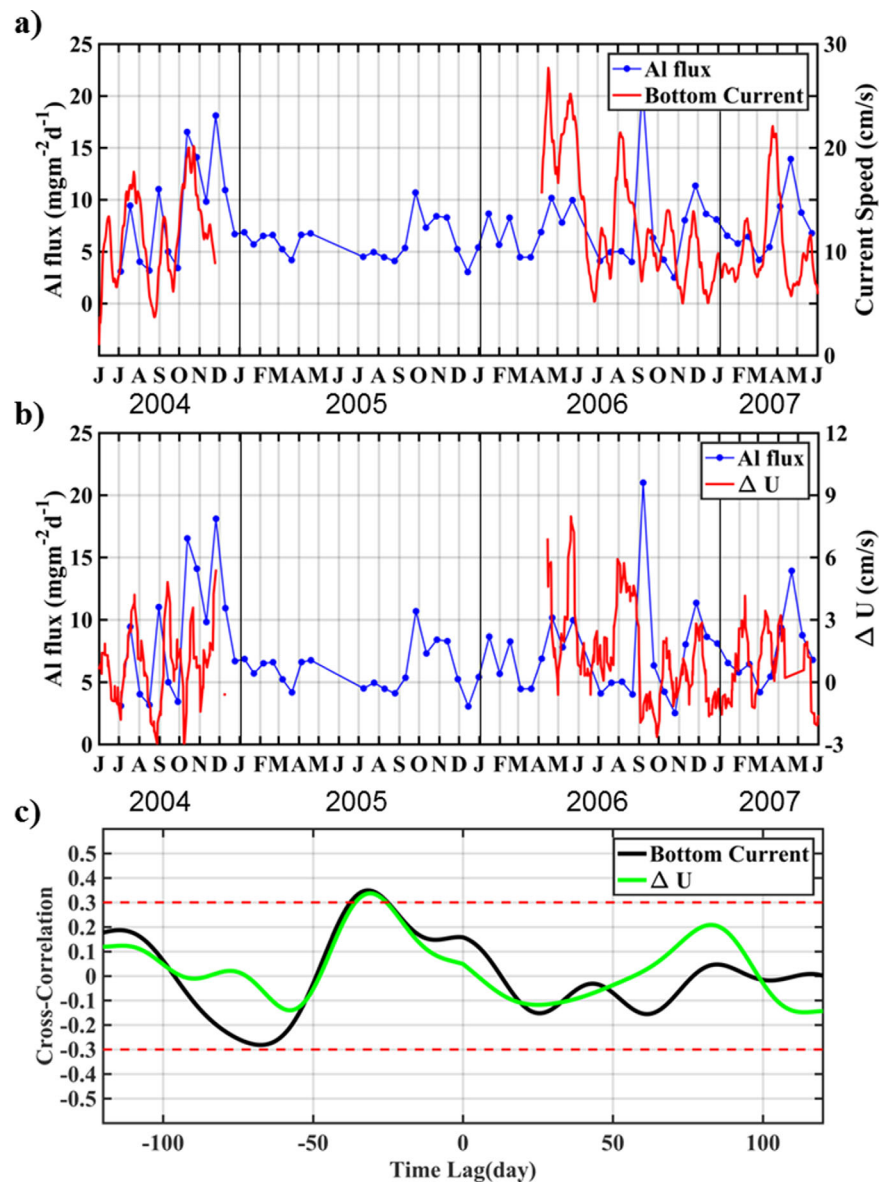 a)
25
20
15
10
5
0
Al flux (mgm⁻²d⁻¹)
Al flux
Bottom Current
30
20
10
0
Current Speed (cm/s)
J J A S O N D J F M A M J J A S O N D J F M A M J J A S O N D J F M A M J
2004 2005 2006 2007
b)
25
20
15
10
5
0
Al flux (mgm⁻²d⁻¹)
Al flux
Δ U
12
9
6
3
0
-3
Δ U (cm/s)
J J A S O N D J F M A M J J A S O N D J F M A M J J A S O N D J F M A M J
2004 2005 2006 2007
c)
0.5
0.4
0.3
0.2
0.1
0
-0.1
-0.2
-0.3
-0.4
-0.5
Cross-Correlation
Bottom Current
Δ U
-100 -50 0 50 100
Time Lag(day)